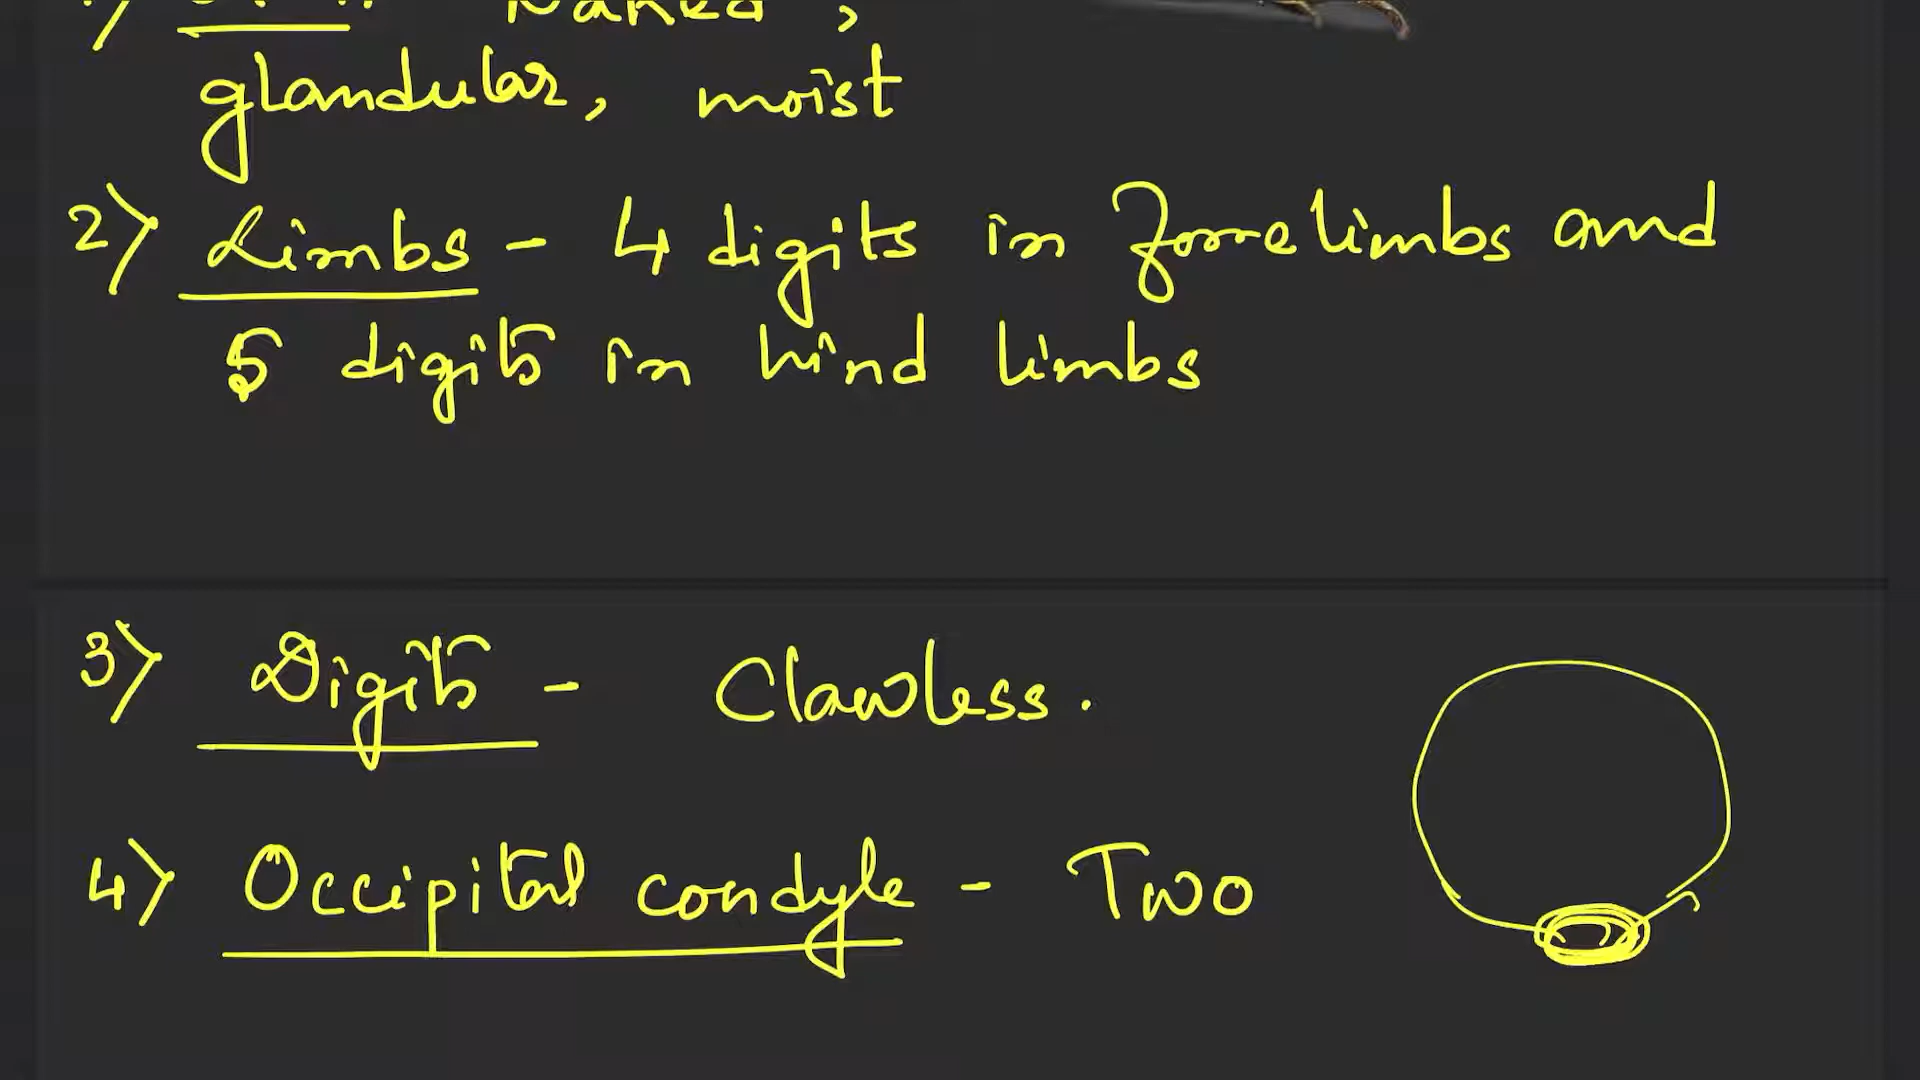 Naked,
glandular, moist
2) Limbs - 4 digits in Forelimbs and
5 digits in hind limbs
3) Digits - Clawless.
4) Occipital condyle - Two